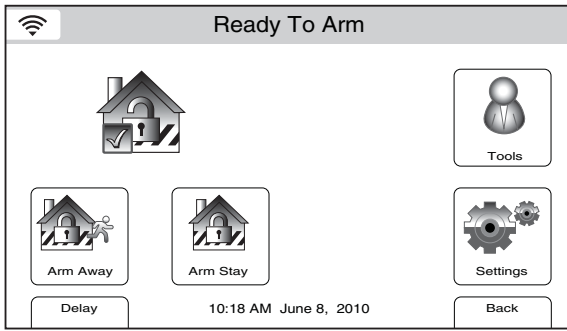 Ready To Arm
Tools
Arm Away
Arm Stay
Settings
Delay
10:18 AM June 8, 2010
Back